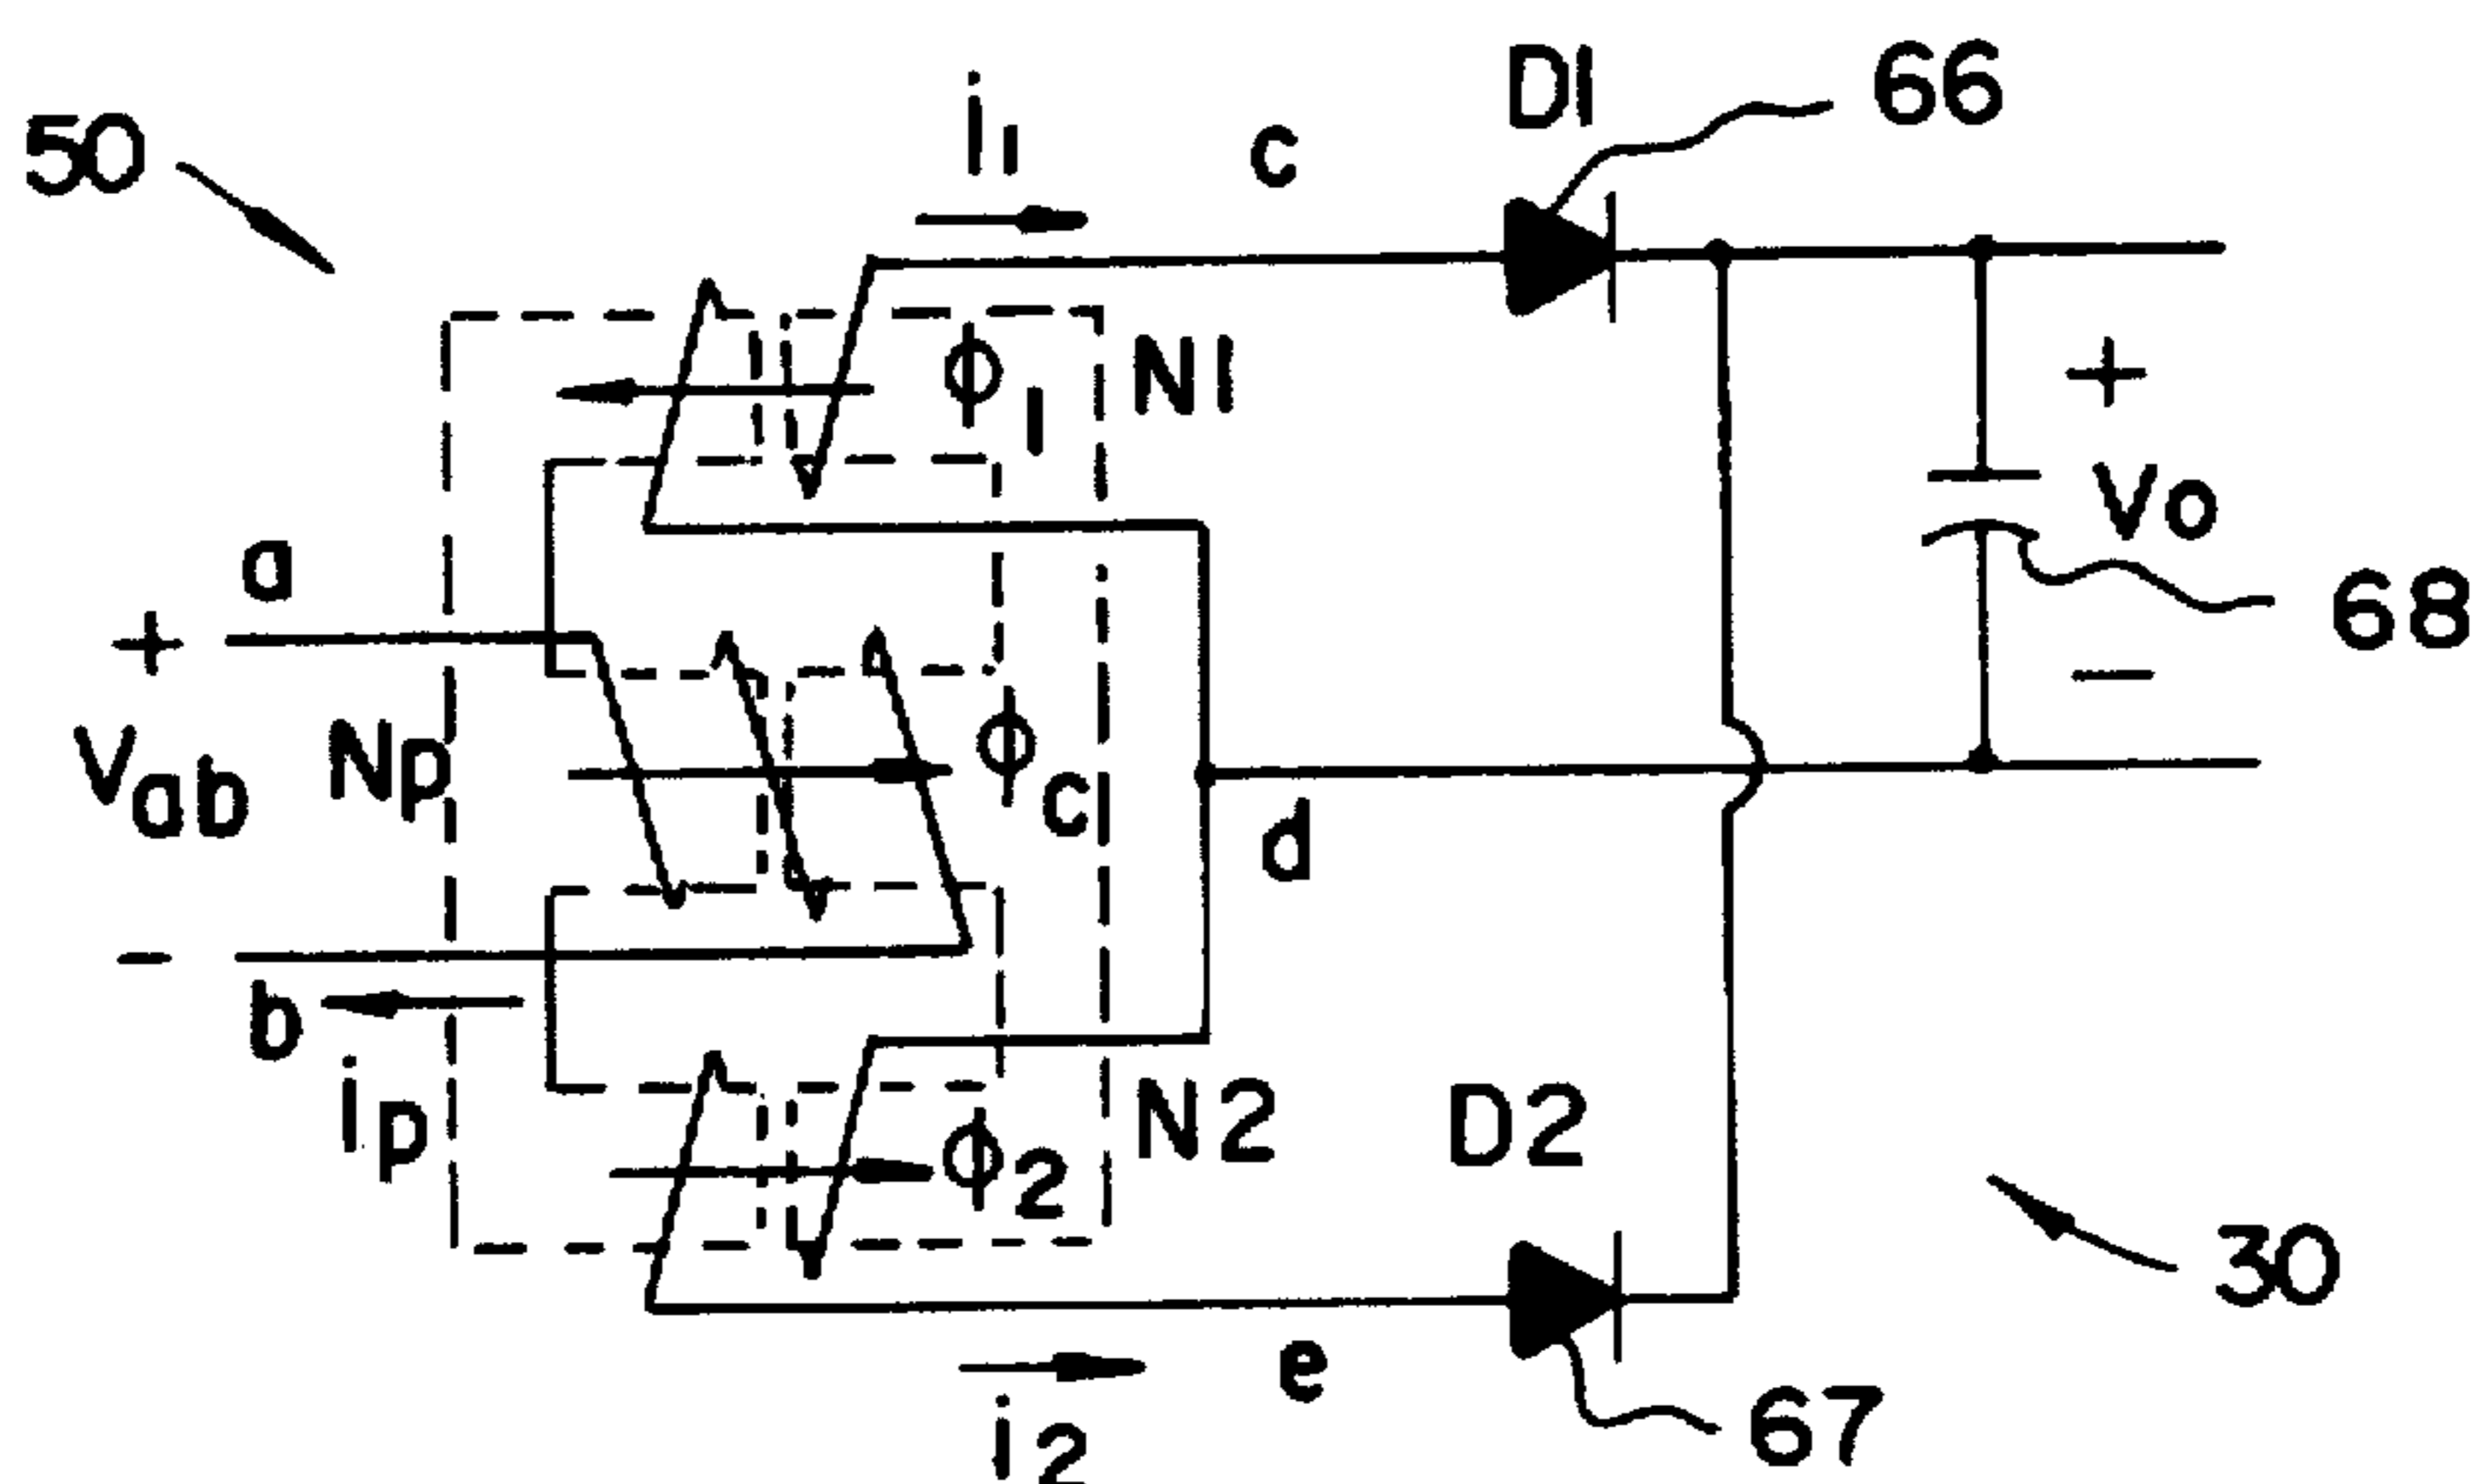 50
i1
c
D1
66
ϕ1
N1
a
+
+
Vo
68
−
Vab
Np
ϕc
d
-
b
ip
ϕ2
N2
D2
30
e
i2
67